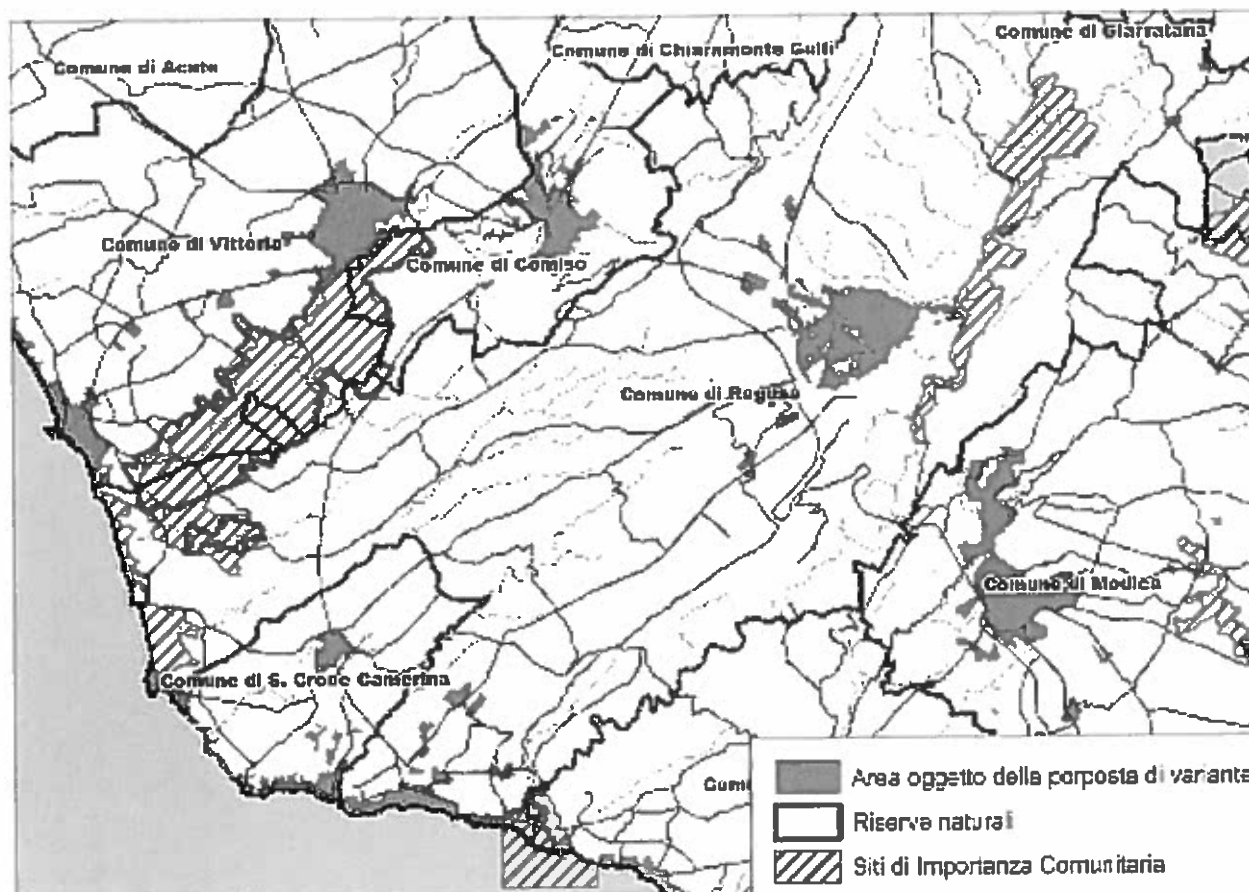 Comune di Chiaramonte Gulfi
Comune di Giarratana
Comune di Acate
Comune di Vittoria
Comune di Comiso
Comune di Ragusa
Comune di Modica
Comune di S. Croce Camerina
Area oggetto della porposta di variante
Riserve naturali
Siti di Importanza Comunitaria